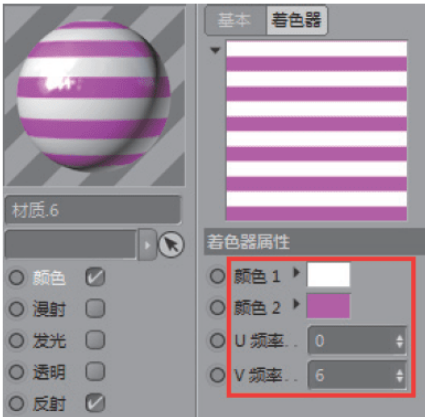 基本 着色器
材质.6
着色器属性
颜色
漫射
发光
透明
反射
颜色 1
颜色 2
U 频率. . 0
V 频率. . 6